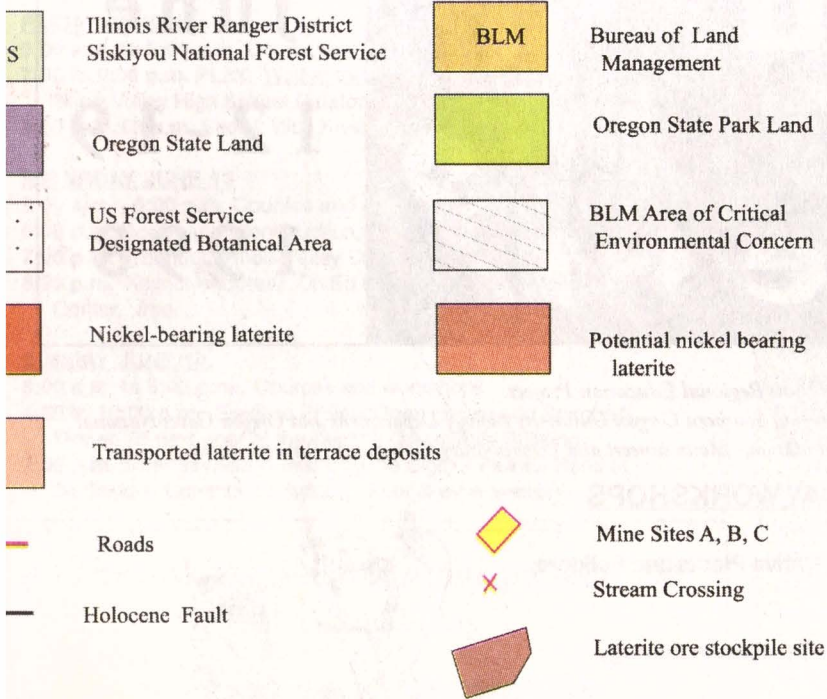 S
Illinois River Ranger District
Siskiyou National Forest Service
BLM
Bureau of Land
Management
Oregon State Land
Oregon State Park Land
US Forest Service
Designated Botanical Area
BLM Area of Critical
Environmental Concern
Nickel-bearing laterite
Potential nickel bearing
laterite
Transported laterite in terrace deposits
Roads
Mine Sites A, B, C
Stream Crossing
Holocene Fault
Laterite ore stockpile site